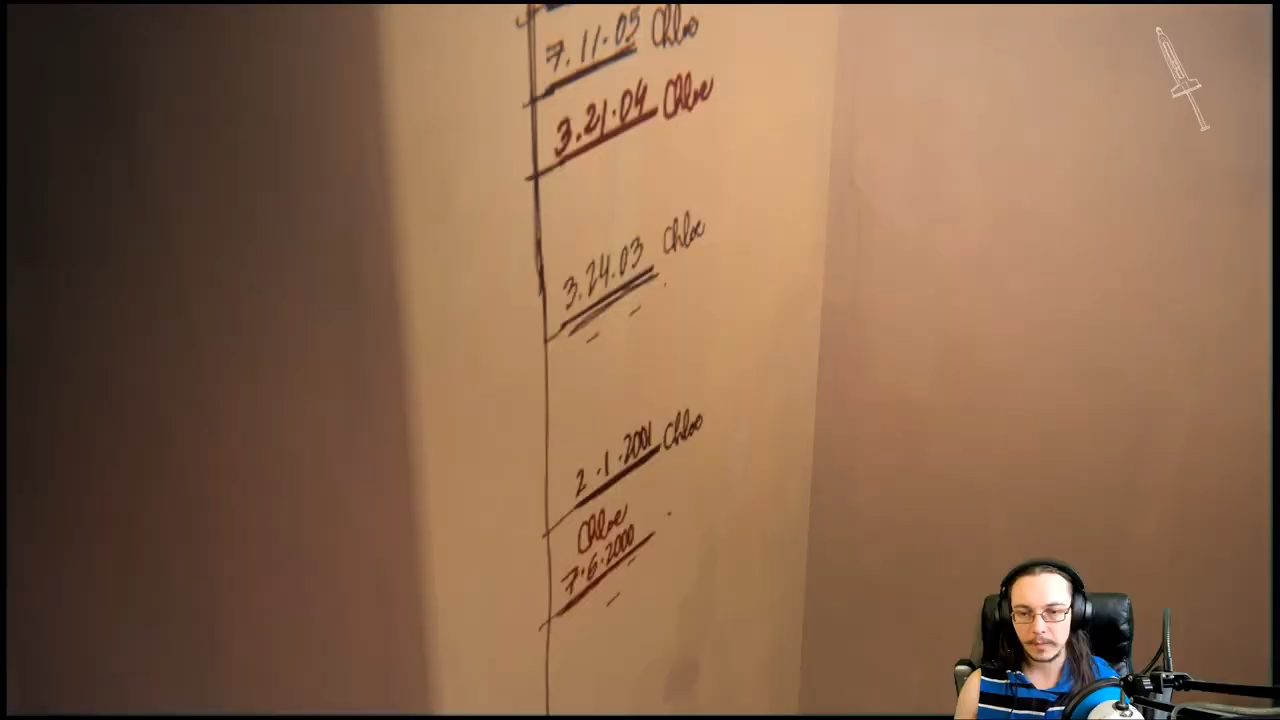 7.11.05 Chloe
3.21.04 Chloe
3.24.03 Chloe
2.1.2001 Chloe
Chloe
7.6.2000